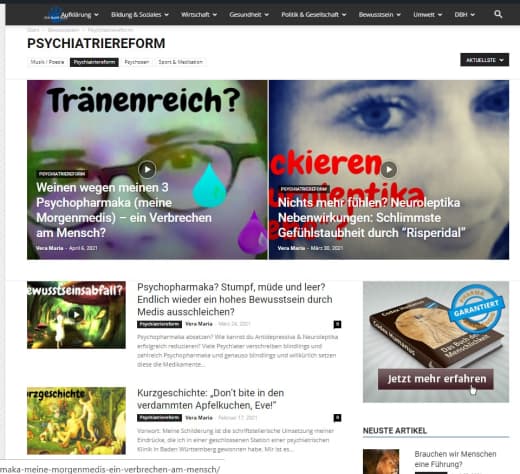 Aufklärung Bildung & Soziales Wirtschaft Gesundheit Politik & Gesellschaft Bewusstsein Umwelt DBH
Start Bewusstsein Psychiatriereform
PSYCHIATRIEREFORM
Musik / Poesie Psychiatriereform Psychosen Sport & Meditation
AKTUELLSTE
Tränenreich?
PSYCHIATRIEREFORM
Weinen wegen meinen 3
Psychopharmaka (meine
Morgenmedis) – ein Verbrechen
am Mensch?
Vera Maria - April 6, 2021
ckieren
PSYCHIATRIEREFORM
Nichts mehr fühlen? Neuroleptika
Nebenwirkungen: Schlimmste
Gefühlstaubheit durch “Risperidal”
Vera Maria - März 30, 2021
ewusstseinsabfall?
Psychopharmaka? Stumpf, müde und leer?
Endlich wieder ein hohes Bewusstsein durch
Medis ausschleichen?
Psychiatriereform Vera Maria - März 24, 2021
Psychopharmaka absetzen? Wie kannst du Antidepressiva & Neuroleptika
erfolgreich reduzieren? Viele Psychiater verschreiben blindlings und
zahlreich Psychopharmaka und genauso blindlings und willkürlich setzen
diese die Medikamente...
urzgeschichte
Kurzgeschichte: „Don't bite in den
verdammten Apfelkuchen, Eve!“
Psychiatriereform Vera Maria - Februar 17, 2021
Vorwort: Meine Schilderung ist die schriftstellerische Umsetzung meiner
Eindrücke, die ich in einer geschlossenen Station einer psychiatrischen
Klinik in Baden Württemberg gewonnen habe. Mir ist es...
GARANTIERT
Codex Humanus
Das Buch der
Menschlichkeit
Jetzt mehr erfahren
NEUSTE ARTIKEL
Brauchen wir Menschen
eine Führung?
maka-meine-morgenmedis-ein-verbrechen-am-mensch/